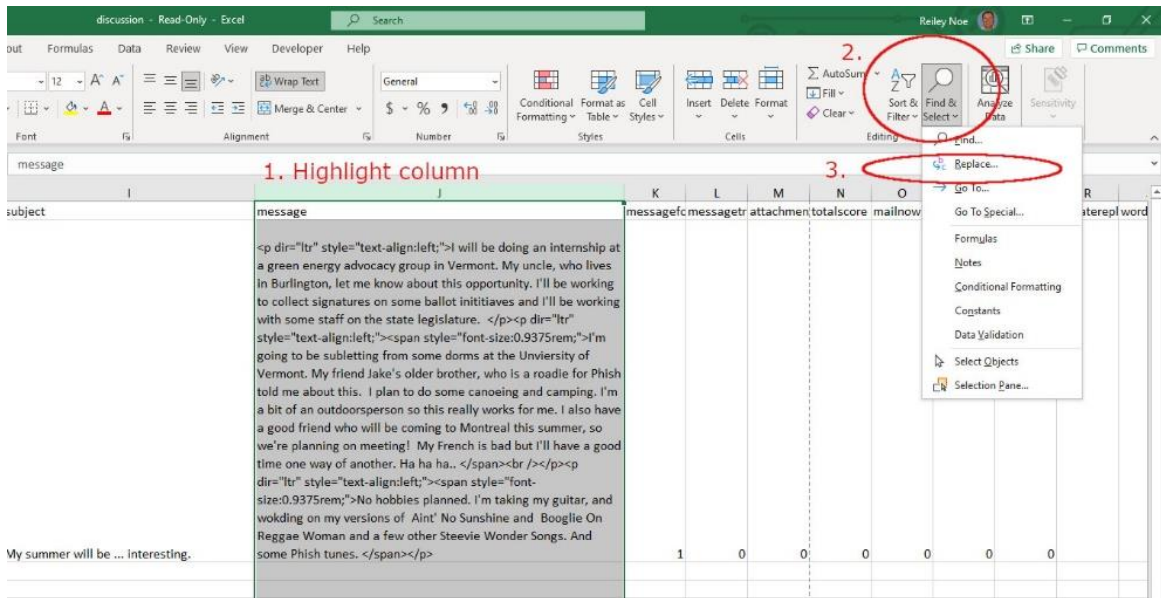 discussion - Read-Only - Excel
Search
Reiley Noe
out Formulas Data Review View Developer Help
Share Comments
12 A A Wrap Text General AutoSum
Fill
Merge & Center $ % Conditional Format as Cell Insert Delete Format Clear Sort & Find & Analyze Sensitivity
Formatting Table Styles Filter Select Data
Font Alignment Number Styles Cells Editing
2.
message
1. Highlight column
3.
Find...
Replace...
Go To...
Go To Special...
Formulas
Notes
Conditional Formatting
Constants
Data Validation
Select Objects
Selection Pane...
I J K L M N O R
subject message messagefc messagetr attachmen totalscore mailnow aterepl word
<p dir="ltr" style="text-align:left;">I will be doing an internship at
a green energy advocacy group in Vermont. My uncle, who lives
in Burlington, let me know about this opportunity. I'll be working
to collect signatures on some ballot inititiaves and I'll be working
with some staff on the state legislature. </p><p dir="ltr"
style="text-align:left;"><span style="font-size:0.9375rem;">I'm
going to be subletting from some dorms at the Unviersity of
Vermont. My friend Jake's older brother, who is a roadie for Phish
told me about this. I plan to do some canoeing and camping. I'm
a bit of an outdoorsperson so this really works for me. I also have
a good friend who will be coming to Montreal this summer, so
we're planning on meeting! My French is bad but I'll have a good
time one way of another. Ha ha ha.. </span><br /></p><p
dir="ltr" style="text-align:left;"><span style="font-
size:0.9375rem;">No hobbies planned. I'm taking my guitar, and
wokding on my versions of Aint' No Sunshine and Booglie On
Reggae Woman and a few other Steevie Wonder Songs. And
some Phish tunes. </span></p>
My summer will be ... interesting. 1 0 0 0 0 0 0